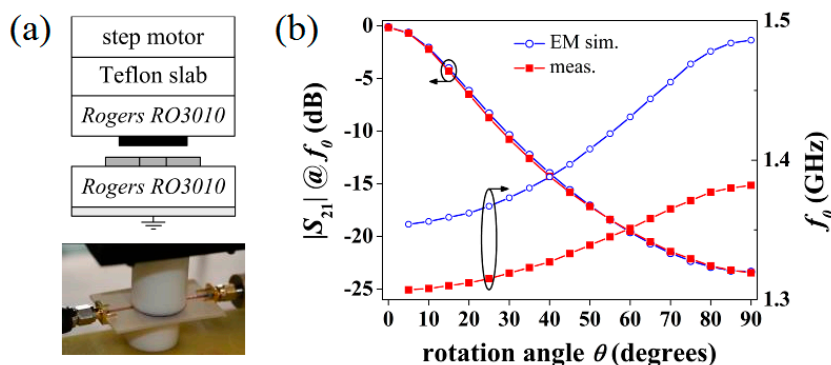 (a)
step motor
Teflon slab
Rogers RO3010
Rogers RO3010
(b)
0
-5
-10
-15
-20
-25
|S21| @ f0 (dB)
EM sim.
meas.
1.5
1.4
1.3
f0 (GHz)
0 10 20 30 40 50 60 70 80 90
rotation angle θ (degrees)